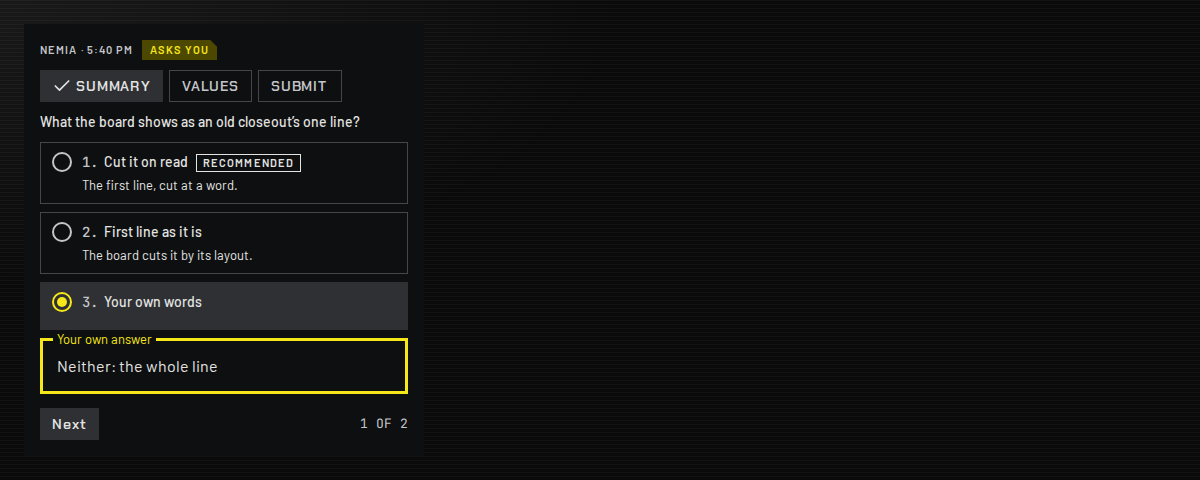 NEMIA · 5:40 PM ASKS YOU
SUMMARY VALUES SUBMIT
What the board shows as an old closeout's one line?
1. Cut it on read RECOMMENDED
The first line, cut at a word.
2. First line as it is
The board cuts it by its layout.
3. Your own words
Your own answer
Neither: the whole line
Next 1 OF 2